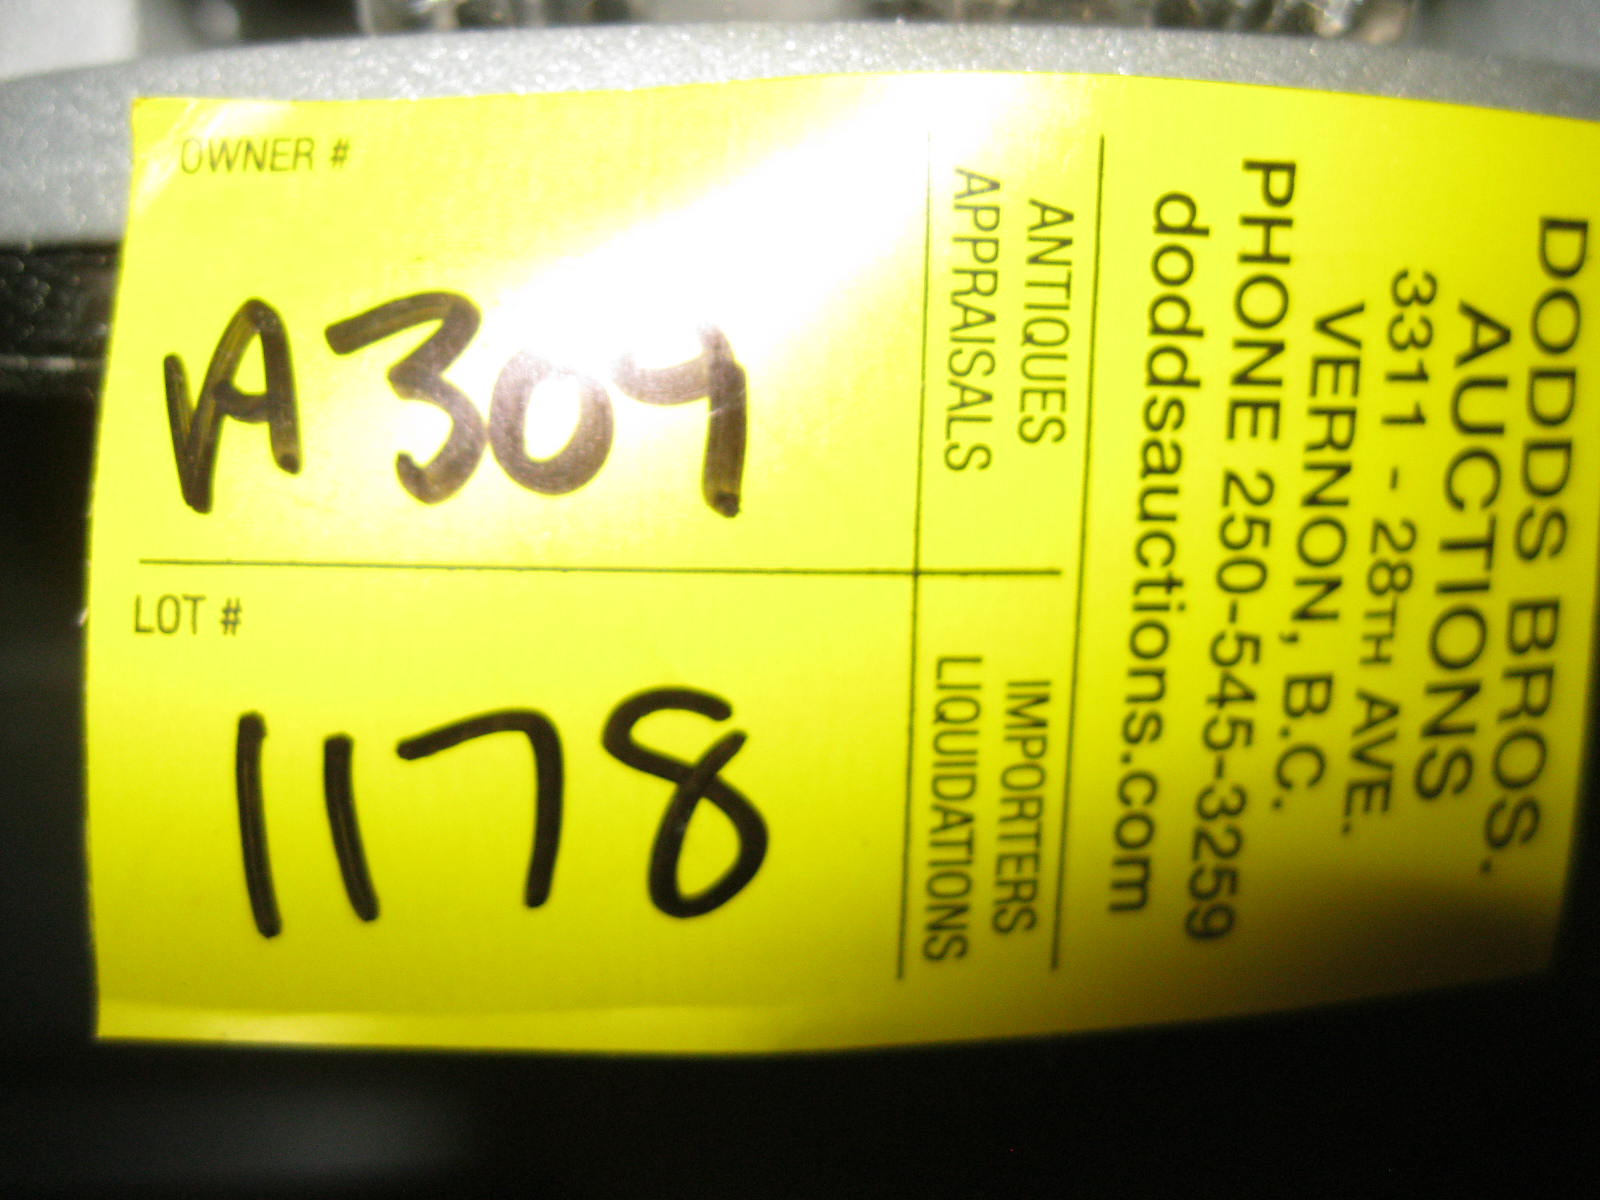 OWNER #
A304
LOT #
1178
ANTIQUES
APPRAISALS
IMPORTERS
LIQUIDATIONS
DODDS BROS.
AUCTIONS
3311 - 28TH AVE.
VERNON, B.C.
PHONE 250-545-3259
doddsauctions.com